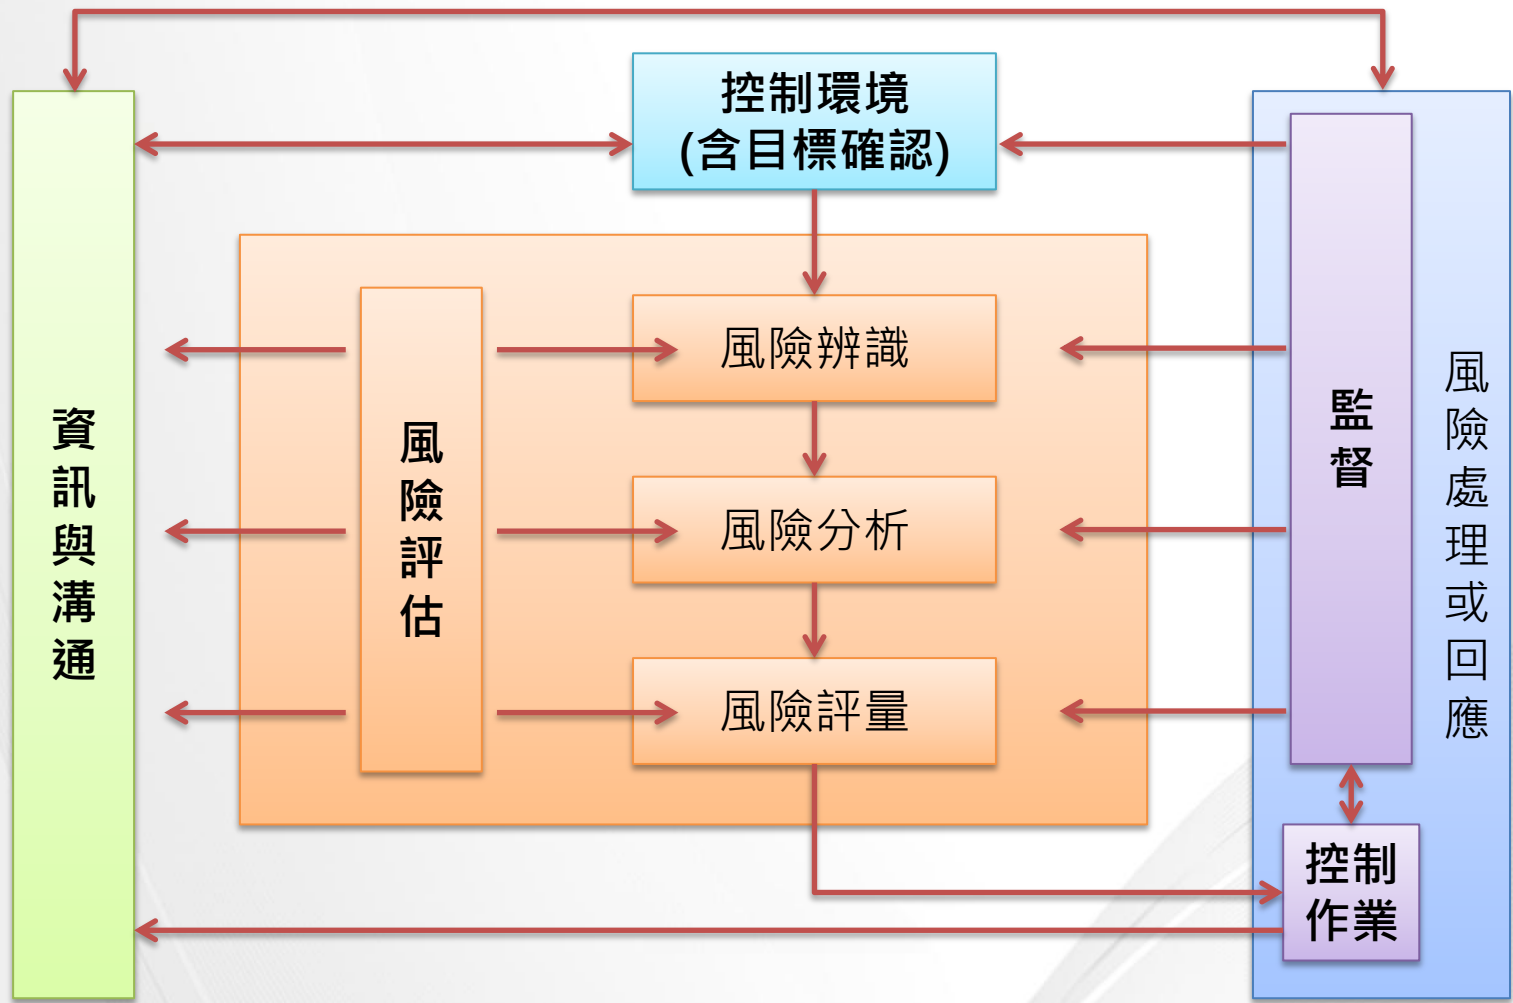 控制環境
(含目標確認)
資訊與溝通
風險評估
風險辨識
風險分析
風險評量
監督
風險處理或回應
控制
作業